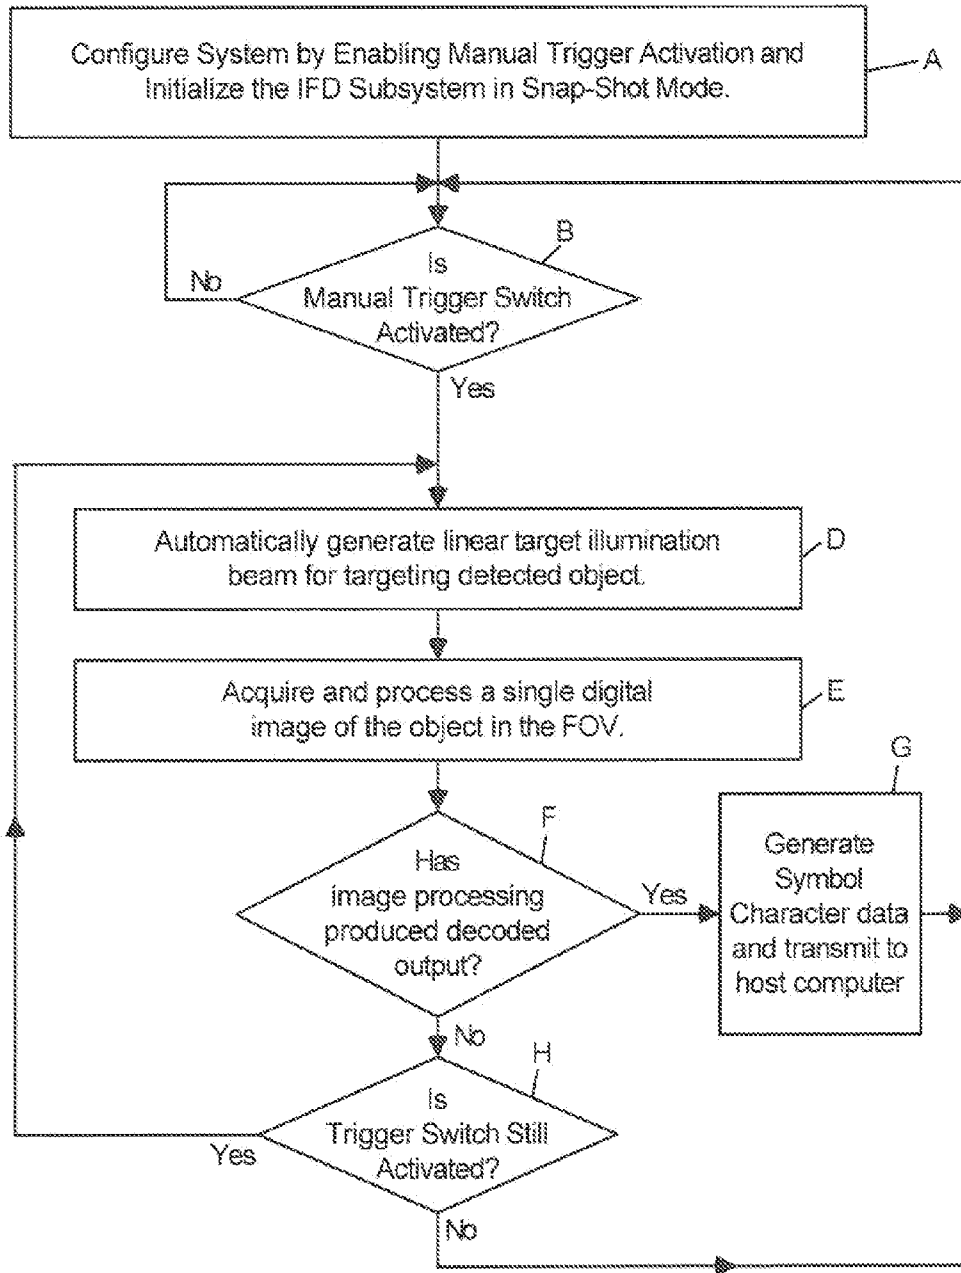 Configure System by Enabling Manual Trigger Activation and
Initialize the IFD Subsystem in Snap-Shot Mode.
A
B
Is
Manual Trigger Switch
Activated?
No
Yes
Automatically generate linear target illumination
beam for targeting detected object.
D
Acquire and process a single digital
image of the object in the FOV.
E
F
Has
image processing
produced decoded
output?
Yes
G
Generate
Symbol
Character data
and transmit to
host computer
No
H
Is
Trigger Switch Still
Activated?
Yes
No